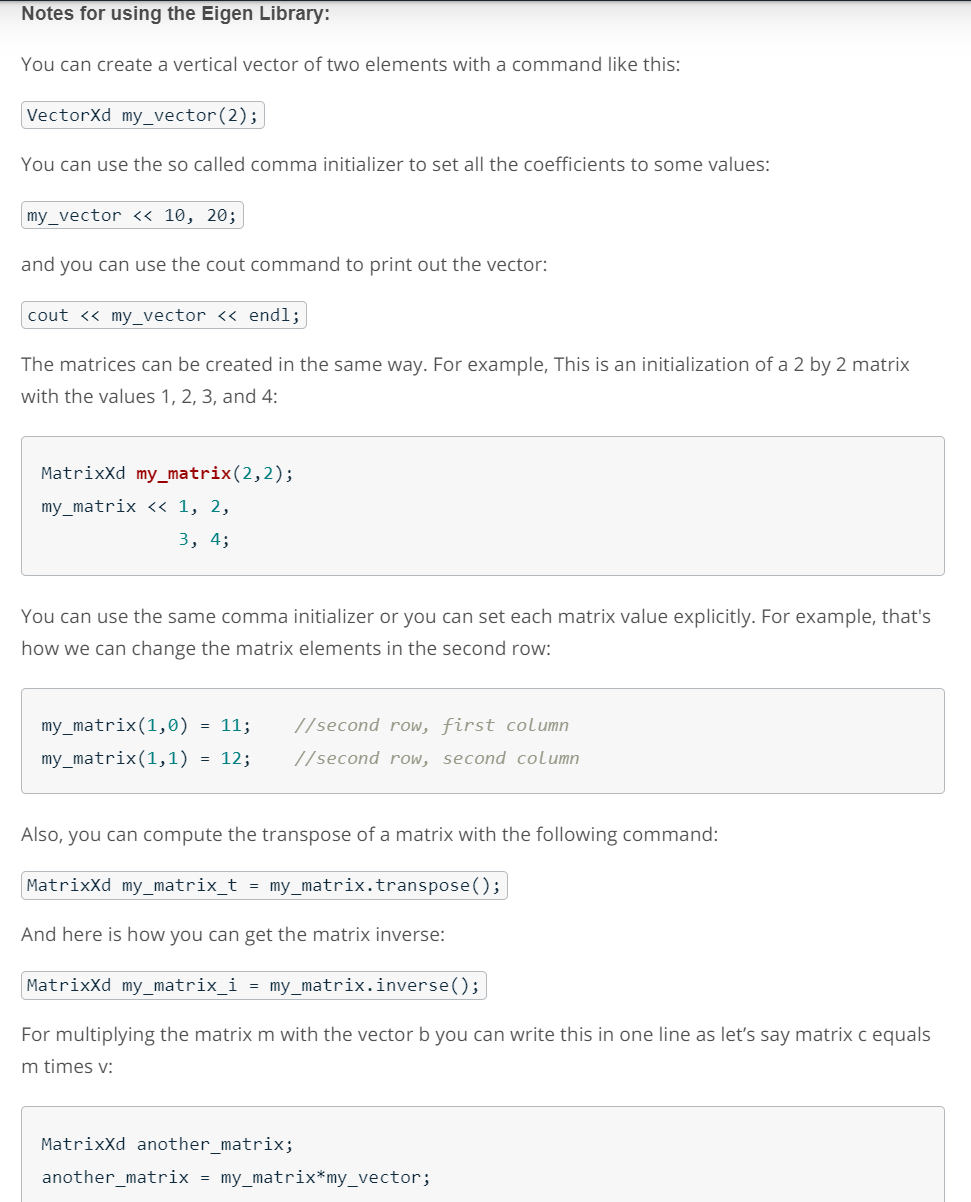 Notes for using the Eigen Library:
You can create a vertical vector of two elements with a command like this:
VectorXd my_vector(2);
You can use the so called comma initializer to set all the coefficients to some values:
my_vector << 10, 20;
and you can use the cout command to print out the vector:
cout << my_vector << endl;
The matrices can be created in the same way. For example, This is an initialization of a 2 by 2 matrix
with the values 1, 2, 3, and 4:
MatrixXd my_matrix(2,2);
my_matrix << 1, 2,
             3, 4;
You can use the same comma initializer or you can set each matrix value explicitly. For example, that's
how we can change the matrix elements in the second row:
my_matrix(1,0) = 11;    //second row, first column
my_matrix(1,1) = 12;    //second row, second column
Also, you can compute the transpose of a matrix with the following command:
MatrixXd my_matrix_t = my_matrix.transpose();
And here is how you can get the matrix inverse:
MatrixXd my_matrix_i = my_matrix.inverse();
For multiplying the matrix m with the vector b you can write this in one line as let’s say matrix c equals
m times v:
MatrixXd another_matrix;
another_matrix = my_matrix*my_vector;